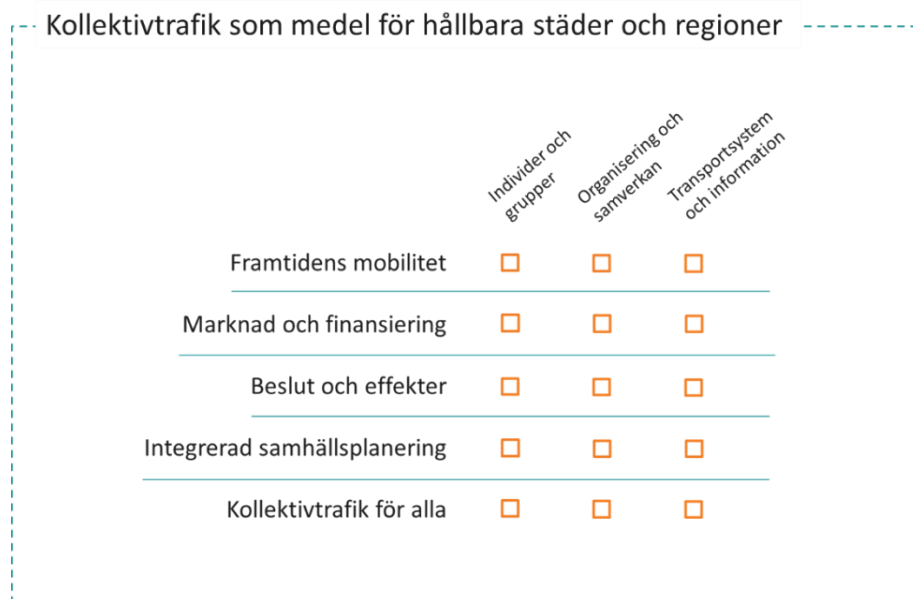 Kollektivtrafik som medel för hållbara städer och regioner
Individer och
grupper
Organisering och
samverkan
Transportsystem
och information
Framtidens mobilitet
Marknad och finansiering
Beslut och effekter
Integrerad samhällsplanering
Kollektivtrafik för alla